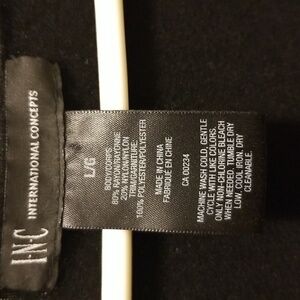 I·N·C
INTERNATIONAL CONCEPTS
L/G
BODY/CORPS
80% RAYON/RAYONNE
20% NYLON/NYLON
TRIM/GARNITURE:
100% POLYESTER/POLYESTER
MADE IN CHINA
FABRIQUÉ EN CHINE
CA 00234
MACHINE WASH COLD, GENTLE
CYCLE WITH LIKE COLORS.
ONLY NON-CHLORINE BLEACH
WHEN NEEDED. TUMBLE DRY
LOW, COOL IRON. DRY
CLEANABLE.